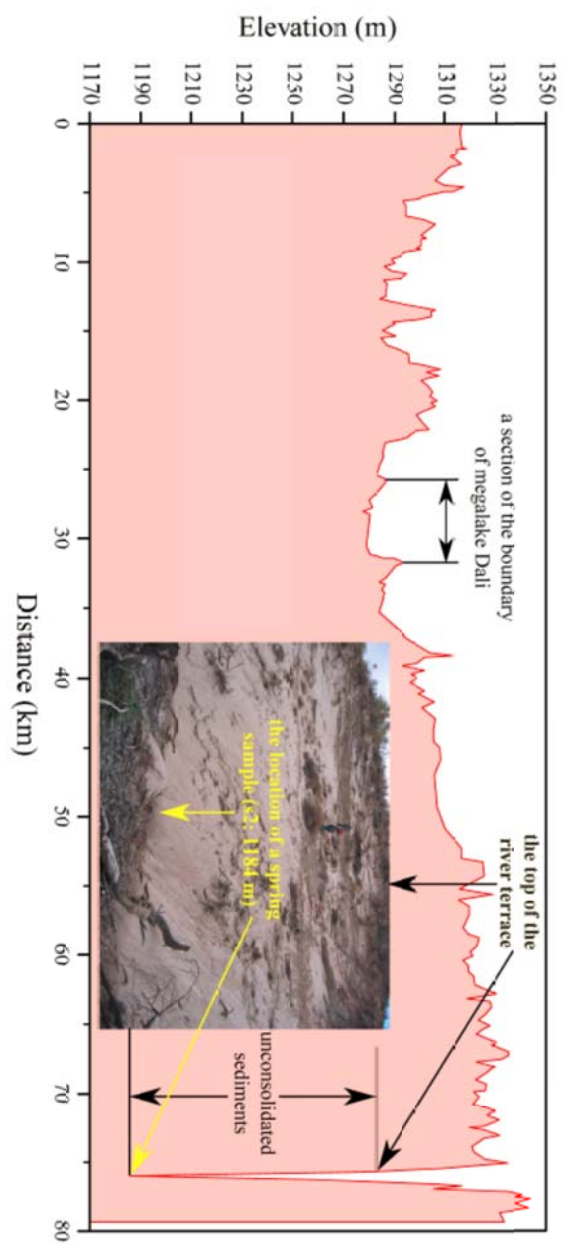 Elevation (m)
1350
1330
1310
1290
1270
1250
1230
1210
1190
1170
a section of the boundary
of megalake Dali
the top of the
river terrace
the location of a spring
sample (s2: 1184 m)
unconsolidated
sediments
0
10
20
30
40
50
60
70
80
Distance (km)